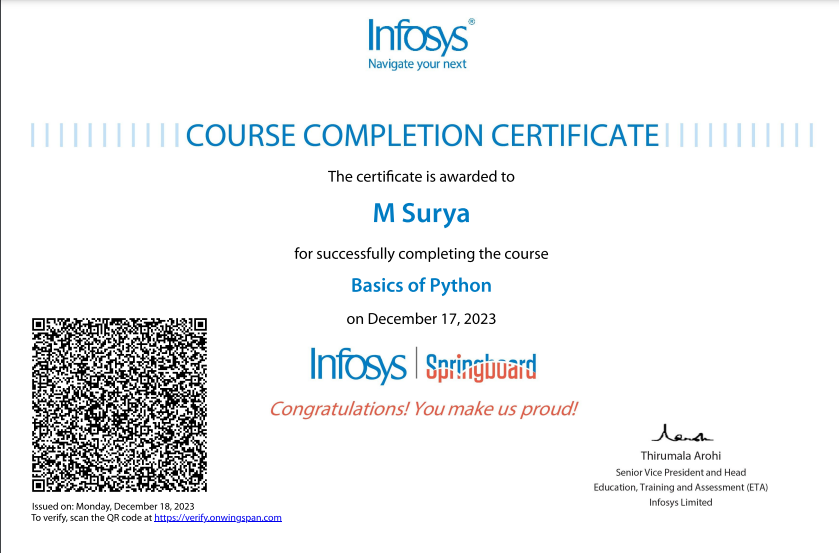 Infosys®
Navigate your next
COURSE COMPLETION CERTIFICATE
The certificate is awarded to
M Surya
for successfully completing the course
Basics of Python
on December 17, 2023
Infosys | Springboard
Congratulations! You make us proud!
Thirumala Arohi
Senior Vice President and Head
Education, Training and Assessment (ETA)
Infosys Limited
Issued on: Monday, December 18, 2023
To verify, scan the QR code at https://verify.onwingspan.com